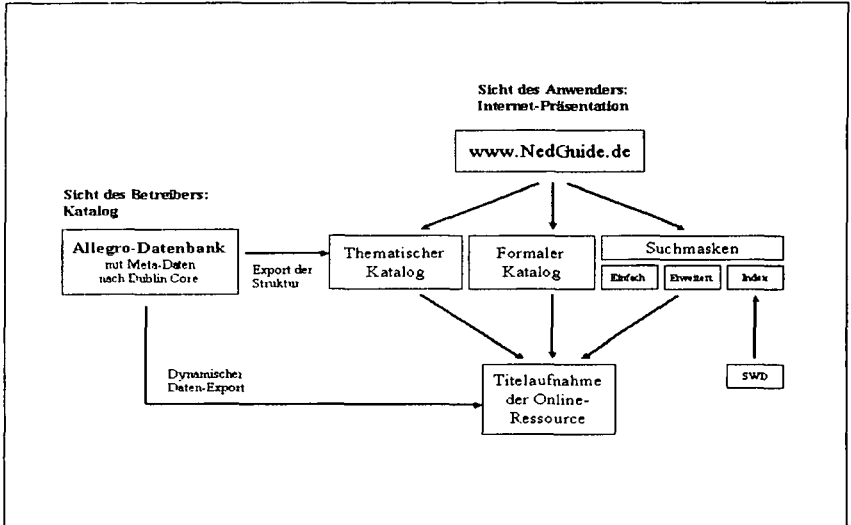 Sicht des Anwenders:
Internet-Präsentation
www.NedGuide.de
Sicht des Betreibers:
Katalog
Allegro-Datenbank
mit Meta-Daten
nach Dublin Core
Export der
Struktur
Thematischer
Katalog
Formaler
Katalog
Suchmasken
Einfach
Erweitert
Index
Dynamischer
Daten-Export
Titelaufnahme
der Online-
Ressource
SWD